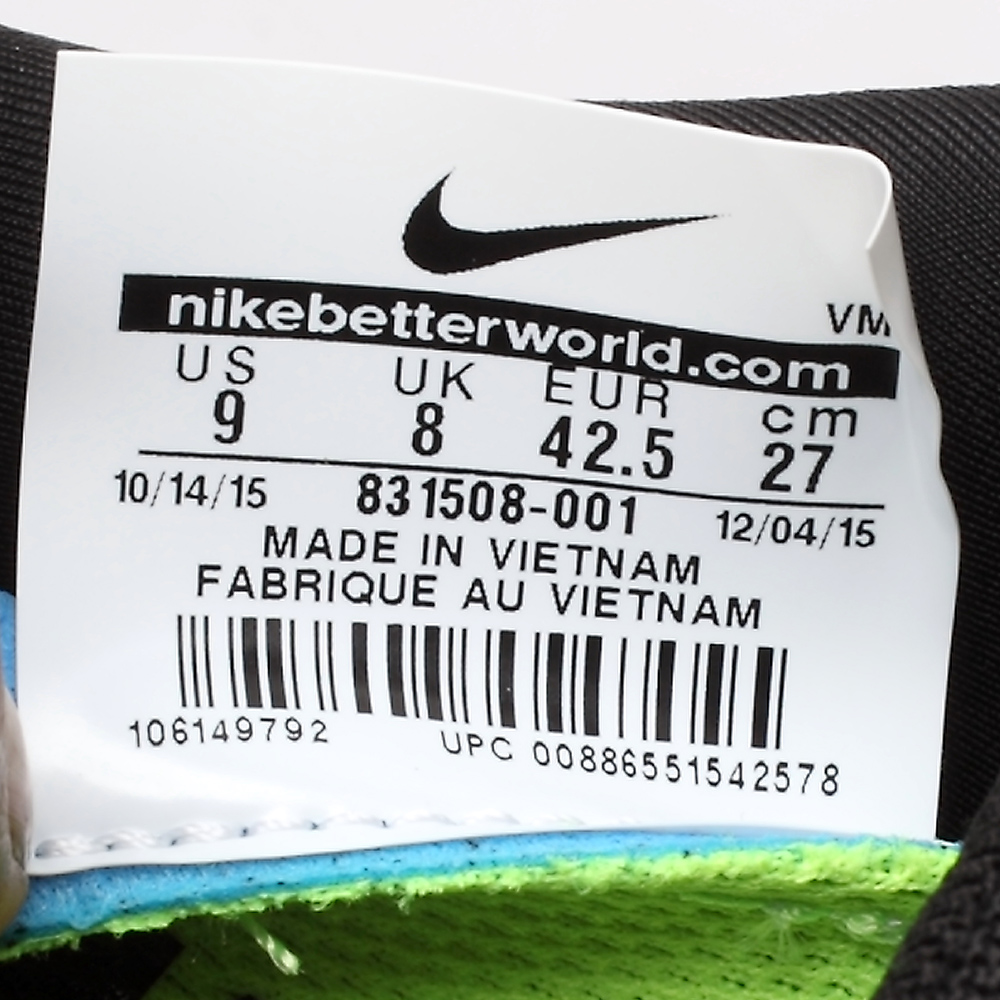 VM
nikebetterworld.com
US UK EUR cm
9 8 42.5 27
10/14/15 831508-001 12/04/15
MADE IN VIETNAM
FABRIQUE AU VIETNAM
106149792 UPC 00886551542578